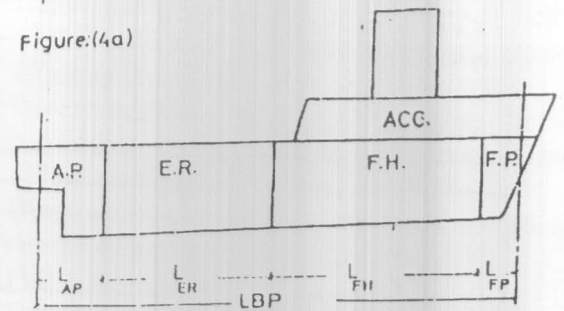 Figure:(4a)
ACC.
A.P. E.R. F.H. F.P.
L AP L ER L FH L FP
LBP